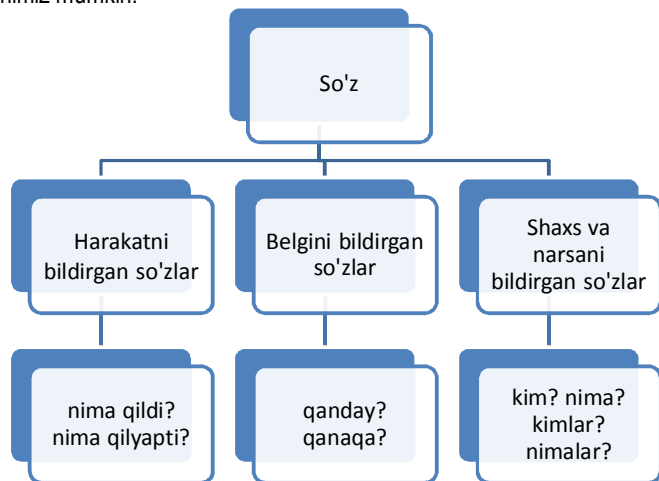 So'z
Harakatni
bildirgan so'zlar
Belgini bildirgan
so'zlar
Shaxs va
narsani
bildirgan so'zlar
nima qildi?
nima qilyapti?
qanday?
qanaqa?
kim? nima?
kimlar?
nimalar?